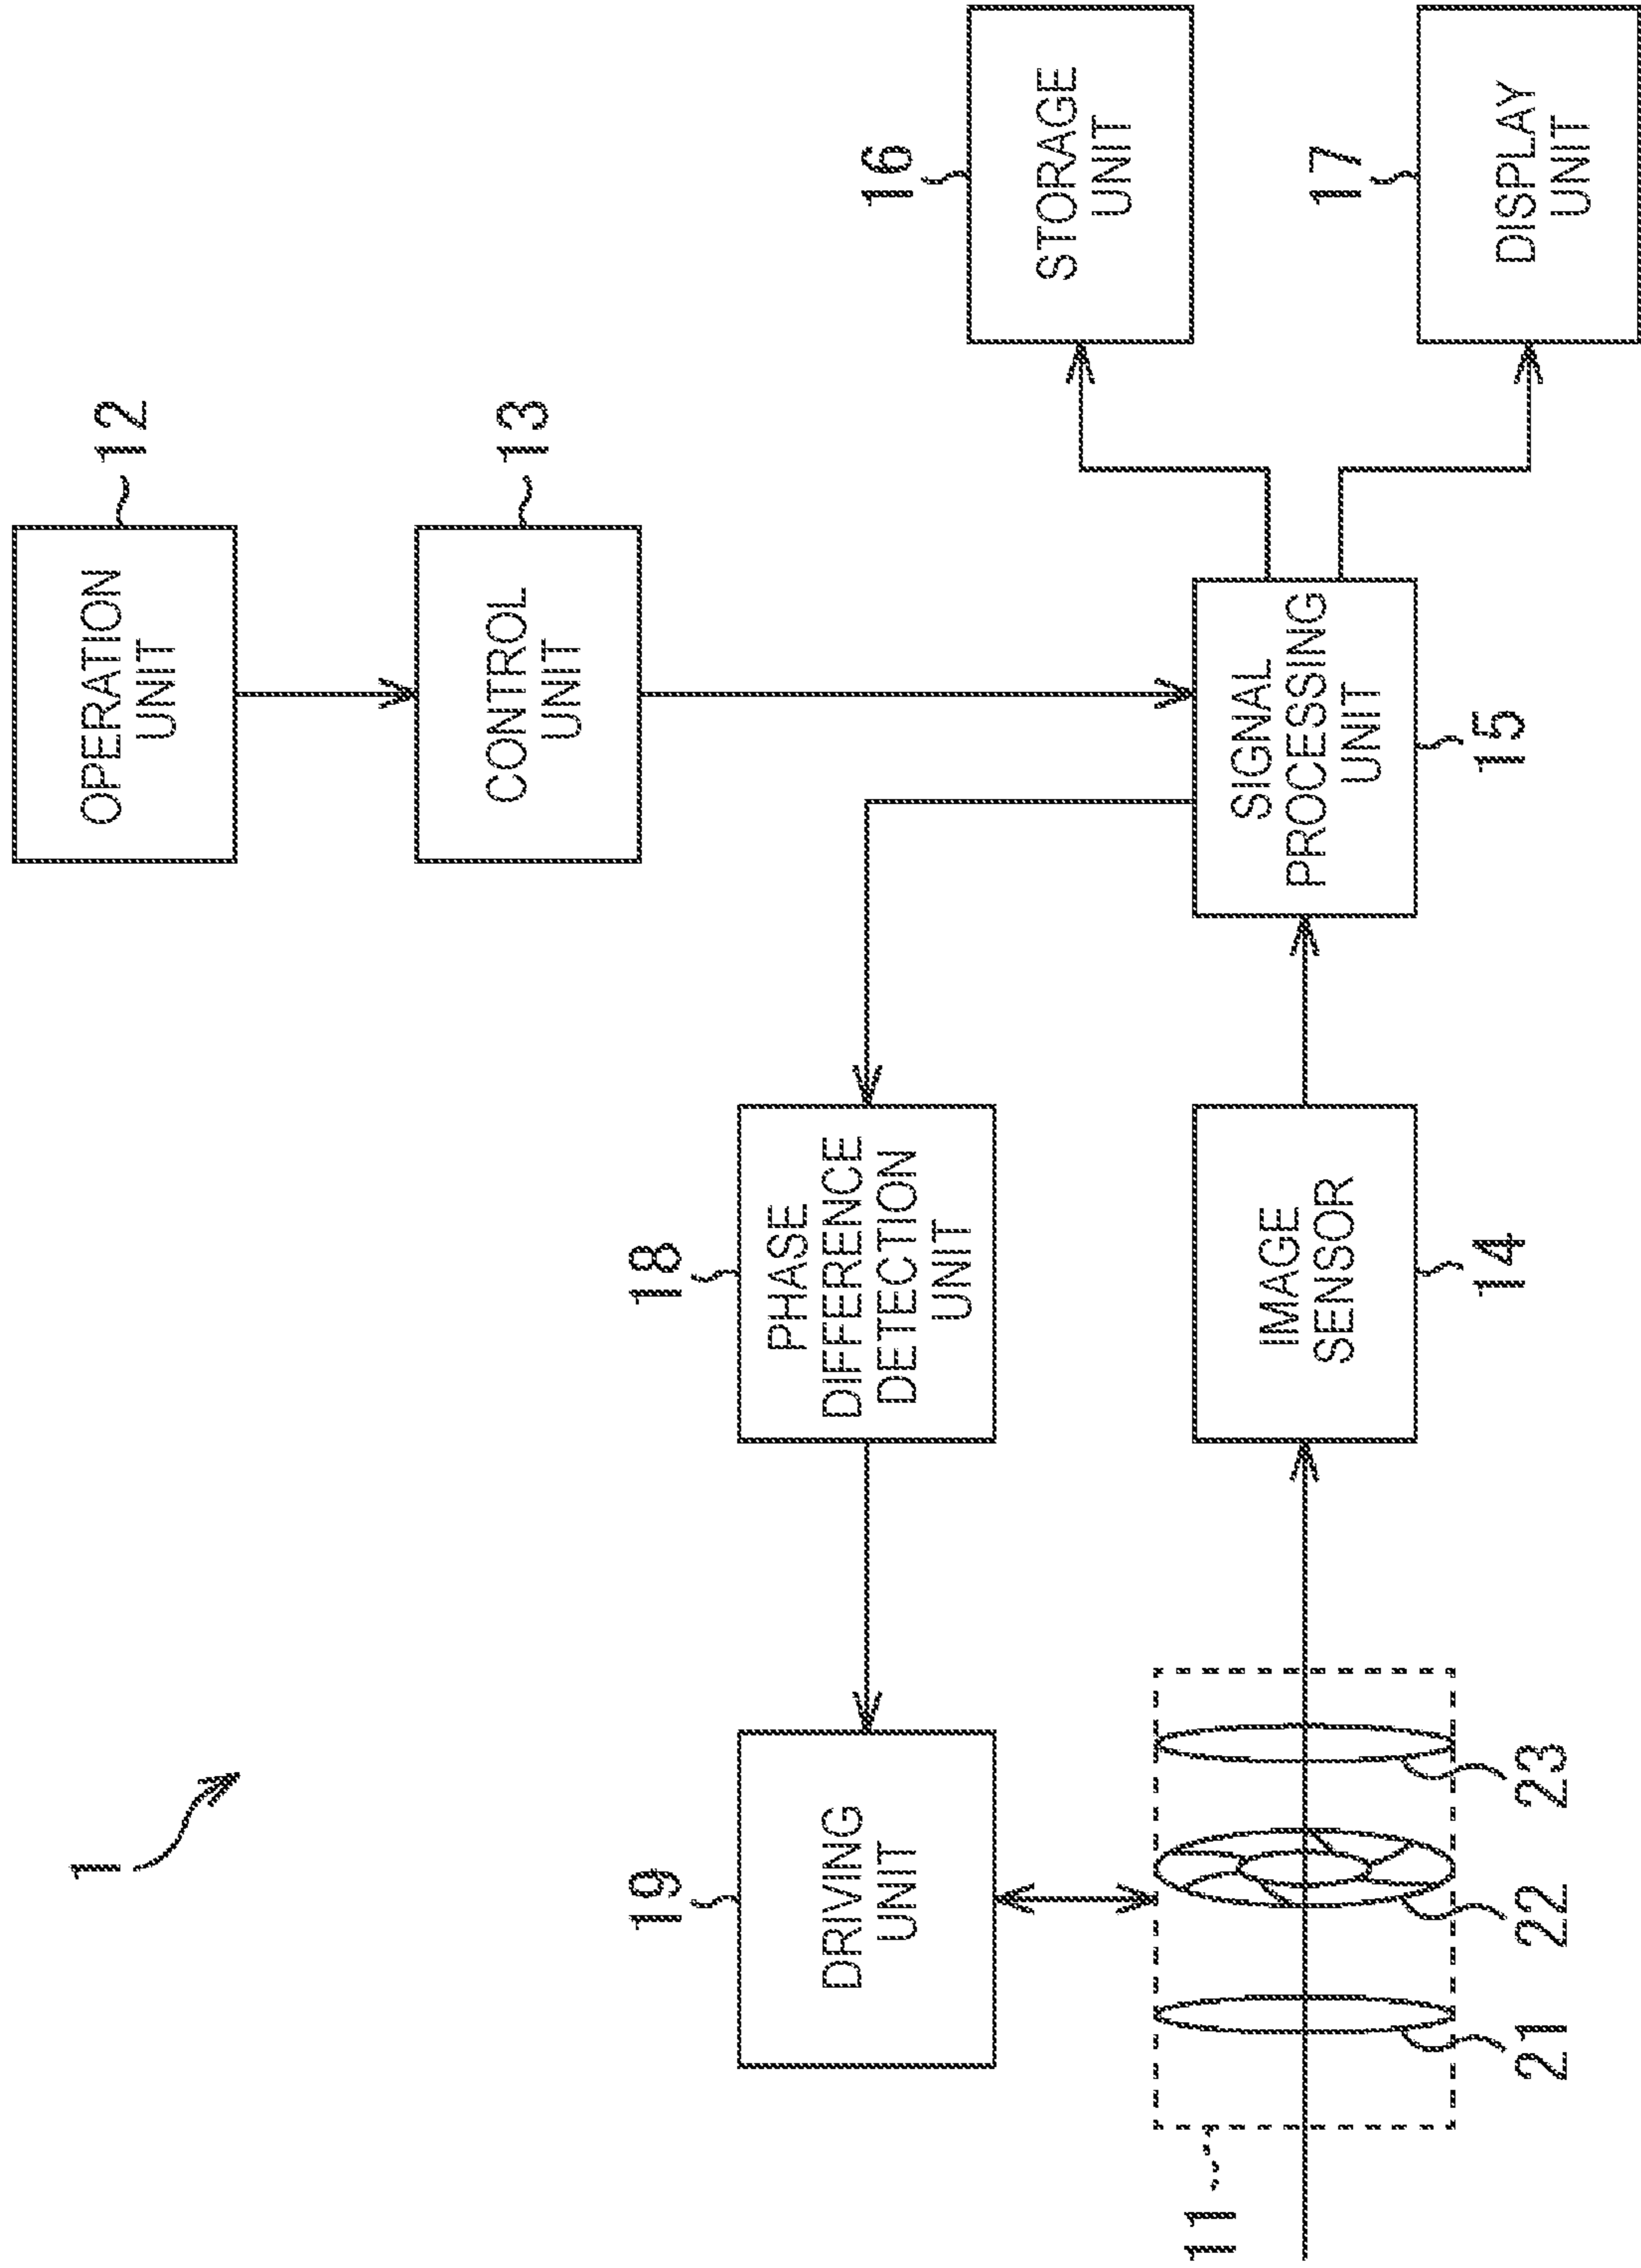 1
12
OPERATION
UNIT
13
CONTROL
UNIT
19
DRIVING
UNIT
18
PHASE
DIFFERENCE
DETECTION
UNIT
16
STORAGE
UNIT
11
21
22
23
IMAGE
SENSOR
14
SIGNAL
PROCESSING
UNIT
15
17
DISPLAY
UNIT